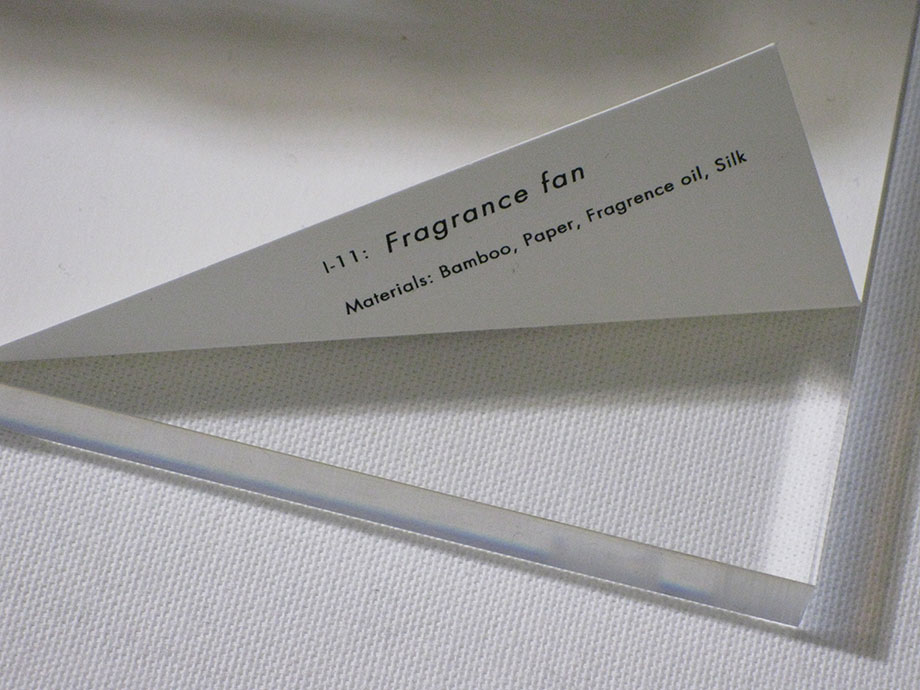 I-11: Fragrance fan
Materials: Bamboo, Paper, Fragrence oil, Silk